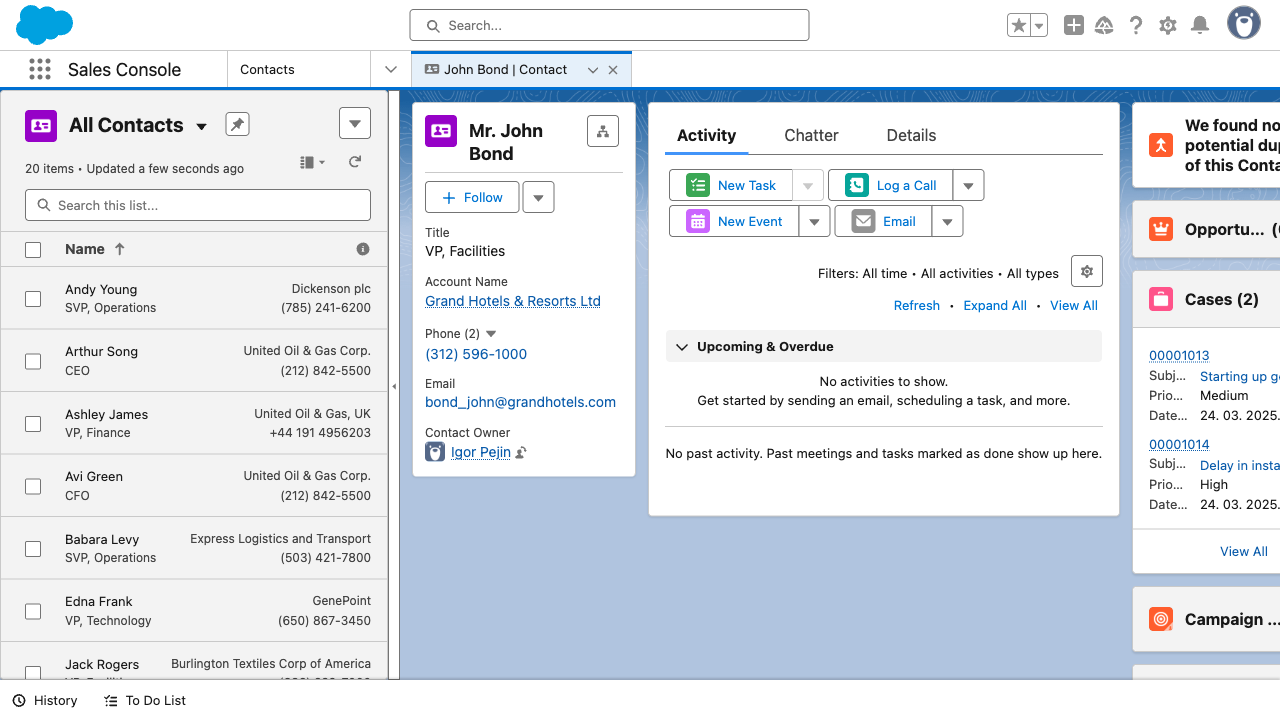 Search...
Sales Console
Contacts
John Bond | Contact
All Contacts
20 items • Updated a few seconds ago
Search this list...
Name
Andy Young
Dickenson plc
SVP, Operations
(785) 241-6200
Arthur Song
United Oil & Gas Corp.
CEO
(212) 842-5500
Ashley James
United Oil & Gas, UK
VP, Finance
+44 191 4956203
Avi Green
United Oil & Gas Corp.
CFO
(212) 842-5500
Babara Levy
Express Logistics and Transport
SVP, Operations
(503) 421-7800
Edna Frank
GenePoint
VP, Technology
(650) 867-3450
Jack Rogers
Burlington Textiles Corp of America
Mr. John
Bond
Follow
Title
VP, Facilities
Account Name
Grand Hotels & Resorts Ltd
Phone (2)
(312) 596-1000
Email
bond_john@grandhotels.com
Contact Owner
Igor Pejin
Activity
Chatter
Details
New Task
Log a Call
New Event
Email
Filters: All time • All activities • All types
Refresh • Expand All • View All
Upcoming & Overdue
No activities to show.
Get started by sending an email, scheduling a task, and more.
No past activity. Past meetings and tasks marked as done show up here.
We found no
potential dup
of this Conta
Opportu... (
Cases (2)
00001013
Subj... Starting up ge
Prio... Medium
Date... 24. 03. 2025.
00001014
Subj... Delay in insta
Prio... High
Date... 24. 03. 2025.
View All
Campaign ...
History
To Do List